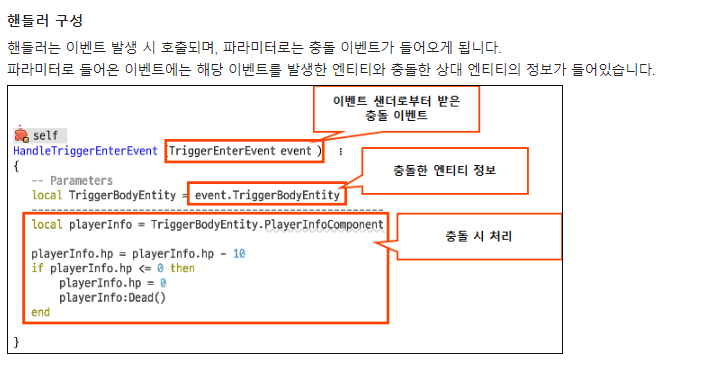 핸들러 구성
핸들러는 이벤트 발생 시 호출되며, 파라미터로는 충돌 이벤트가 들어오게 됩니다.
파라미터로 들어온 이벤트에는 해당 이벤트를 발생한 엔티티와 충돌한 상대 엔티티의 정보가 들어있습니다.
이벤트 샌더로부터 받은
충돌 이벤트
self
HandleTriggerEnterEvent (TriggerEnterEvent event ) :
{
-- Parameters
local TriggerBodyEntity = event.TriggerBodyEntity
충돌한 엔티티 정보
---------------------------------------------------------
local playerInfo = TriggerBodyEntity.PlayerInfoComponent
충돌 시 처리
playerInfo.hp = playerInfo.hp - 10
if playerInfo.hp <= 0 then
playerInfo.hp = 0
playerInfo:Dead()
end
}